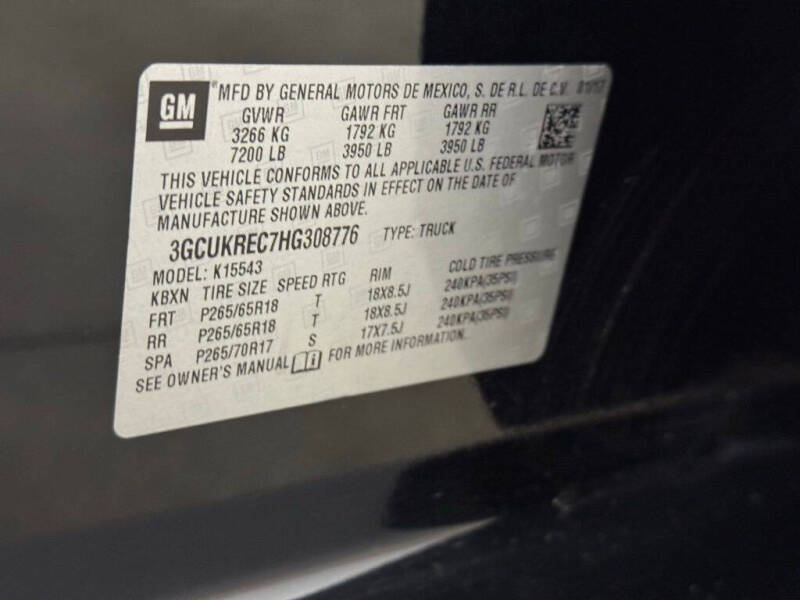 GM ® MFD BY GENERAL MOTORS DE MEXICO, S. DE R.L. DE C.V. 01/17
GVWR GAWR FRT GAWR RR
3266 KG 1792 KG 1792 KG
7200 LB 3950 LB 3950 LB
THIS VEHICLE CONFORMS TO ALL APPLICABLE U.S. FEDERAL MOTOR
VEHICLE SAFETY STANDARDS IN EFFECT ON THE DATE OF
MANUFACTURE SHOWN ABOVE.
3GCUKREC7HG308776 TYPE: TRUCK
MODEL: K15543
KBXN TIRE SIZE SPEED RTG RIM COLD TIRE PRESSURE
FRT P265/65R18 T 18X8.5J 240KPA(35PSI)
RR P265/65R18 T 18X8.5J 240KPA(35PSI)
SPA P265/70R17 S 17X7.5J 240KPA(35PSI)
SEE OWNER'S MANUAL i FOR MORE INFORMATION.